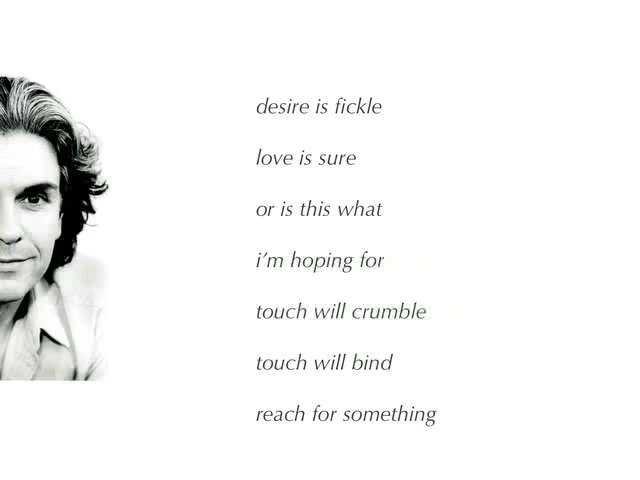 desire is fickle
love is sure
or is this what
i'm hoping for
touch will crumble
touch will bind
reach for something